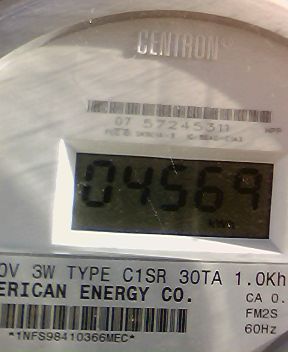 CENTRON®
07 57245311
04569
kWh
0V 3W TYPE C1SR 30TA 1.0Kh
ERICAN ENERGY CO.
CA 0.
FM2S
60Hz
*1NFS98410366MEC*